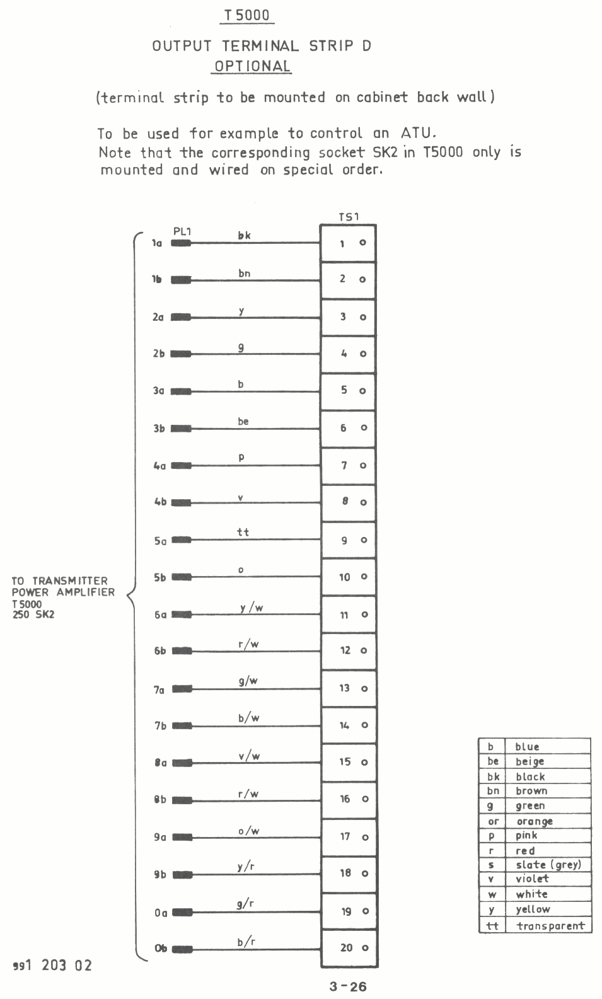 T5000
OUTPUT TERMINAL STRIP D
OPTIONAL
(terminal strip to be mounted on cabinet back wall)
To be used for example to control an ATU.
Note that the corresponding socket SK2 in T5000 only is
mounted and wired on special order.
TS1
PL1
1a bk 1
1b bn 2
2a y 3
2b g 4
3a b 5
3b be 6
4a p 7
4b v 8
5a tt 9
5b o 10
6a y/w 11
6b r/w 12
7a g/w 13
7b b/w 14
8a v/w 15
8b r/w 16
9a o/w 17
9b y/r 18
0a g/r 19
0b b/r 20
TO TRANSMITTER
POWER AMPLIFIER
T5000
250 SK2
b blue
be beige
bk black
bn brown
g green
or orange
p pink
r red
s slate (grey)
v violet
w white
y yellow
tt transparent
991 203 02
3-26